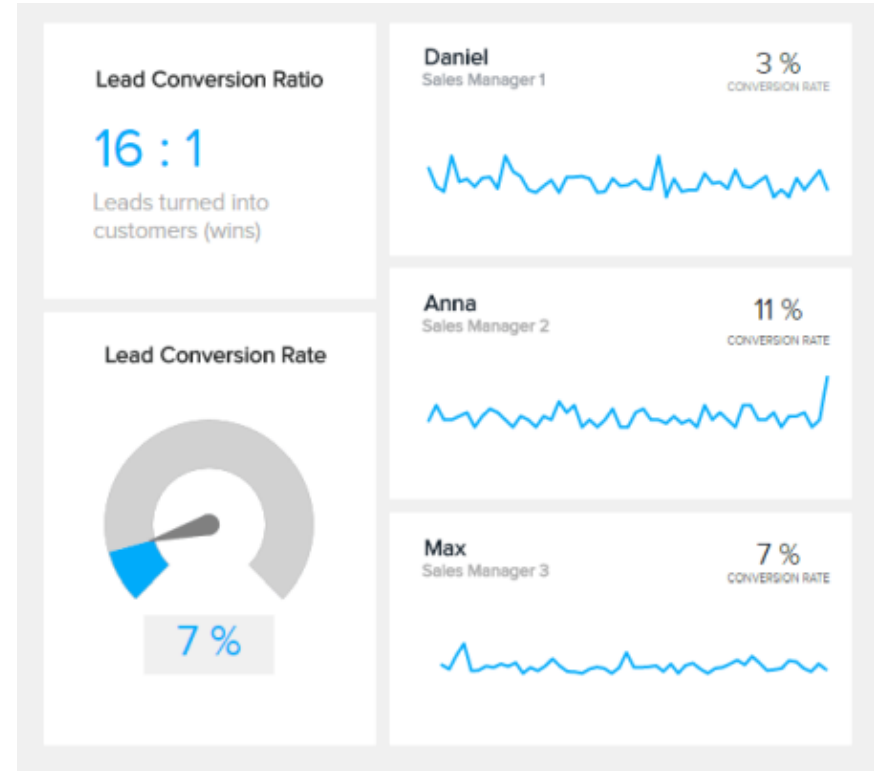 Lead Conversion Ratio
16 : 1
Leads turned into
customers (wins)
Lead Conversion Rate
7 %
Daniel
Sales Manager 1
3 %
CONVERSION RATE
Anna
Sales Manager 2
11 %
CONVERSION RATE
Max
Sales Manager 3
7 %
CONVERSION RATE